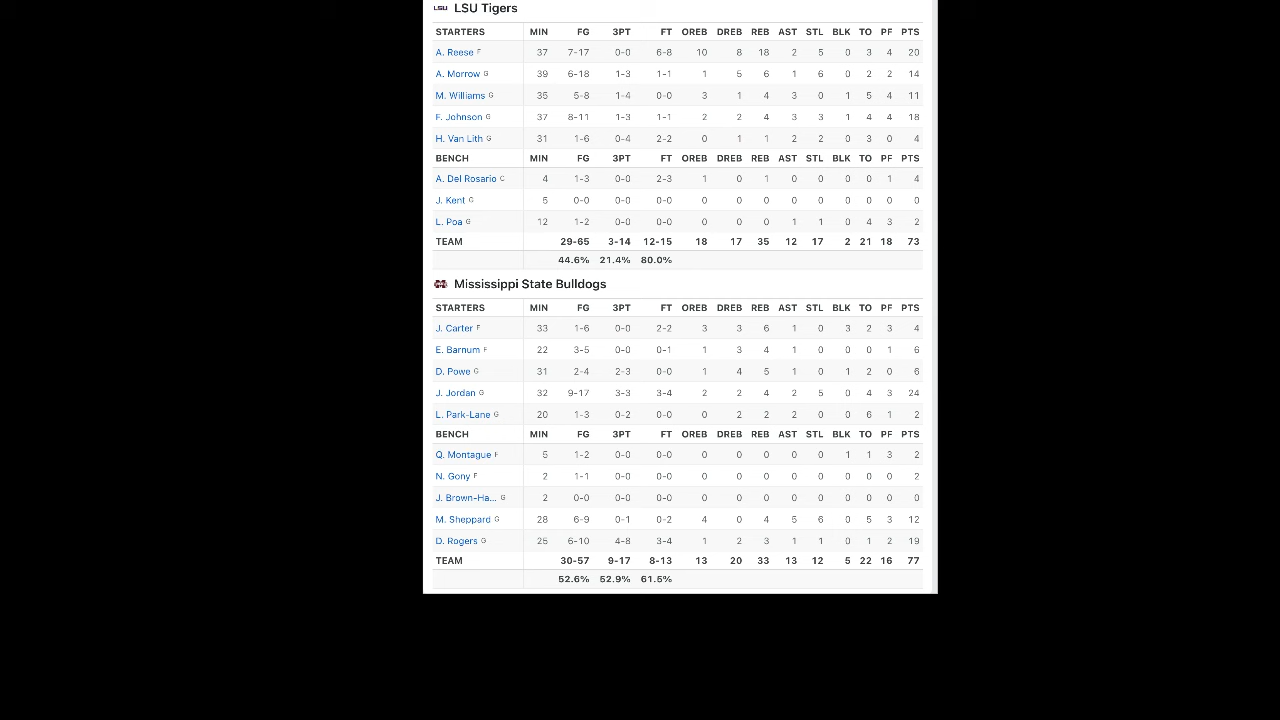 LSU LSU Tigers
STARTERS MIN FG 3PT FT OREB DREB REB AST STL BLK TO PF PTS
A. Reese F 37 7-17 0-0 6-8 10 8 18 2 5 0 3 4 20
A. Morrow G 39 6-18 1-3 1-1 1 5 6 1 6 0 2 2 14
M. Williams G 35 5-8 1-4 0-0 3 1 4 3 0 1 5 4 11
F. Johnson G 37 8-11 1-3 1-1 2 2 4 3 3 1 4 4 18
H. Van Lith G 31 1-6 0-4 2-2 0 1 1 2 2 0 3 0 4
BENCH MIN FG 3PT FT OREB DREB REB AST STL BLK TO PF PTS
A. Del Rosario C 4 1-3 0-0 2-3 1 0 1 0 0 0 0 1 4
J. Kent G 5 0-0 0-0 0-0 0 0 0 0 0 0 0 0 0
L. Poa G 12 1-2 0-0 0-0 0 0 0 1 1 0 4 3 2
TEAM 29-65 3-14 12-15 18 17 35 12 17 2 21 18 73
44.6% 21.4% 80.0%
Mississippi State Bulldogs
STARTERS MIN FG 3PT FT OREB DREB REB AST STL BLK TO PF PTS
J. Carter F 33 1-6 0-0 2-2 3 3 6 1 0 3 2 3 4
E. Barnum F 22 3-5 0-0 0-1 1 3 4 1 0 0 0 1 6
D. Powe G 31 2-4 2-3 0-0 1 4 5 1 0 1 2 0 6
J. Jordan G 32 9-17 3-3 3-4 2 2 4 2 5 0 4 3 24
L. Park-Lane G 20 1-3 0-2 0-0 0 2 2 2 0 0 6 1 2
BENCH MIN FG 3PT FT OREB DREB REB AST STL BLK TO PF PTS
Q. Montague F 5 1-2 0-0 0-0 0 0 0 0 0 1 1 3 2
N. Gony F 2 1-1 0-0 0-0 0 0 0 0 0 0 0 0 2
J. Brown-Ha... G 2 0-0 0-0 0-0 0 0 0 0 0 0 0 0 0
M. Sheppard G 28 6-9 0-1 0-2 4 0 4 5 6 0 5 3 12
D. Rogers G 25 6-10 4-8 3-4 1 2 3 1 1 0 1 2 19
TEAM 30-57 9-17 8-13 13 20 33 13 12 5 22 16 77
52.6% 52.9% 61.5%